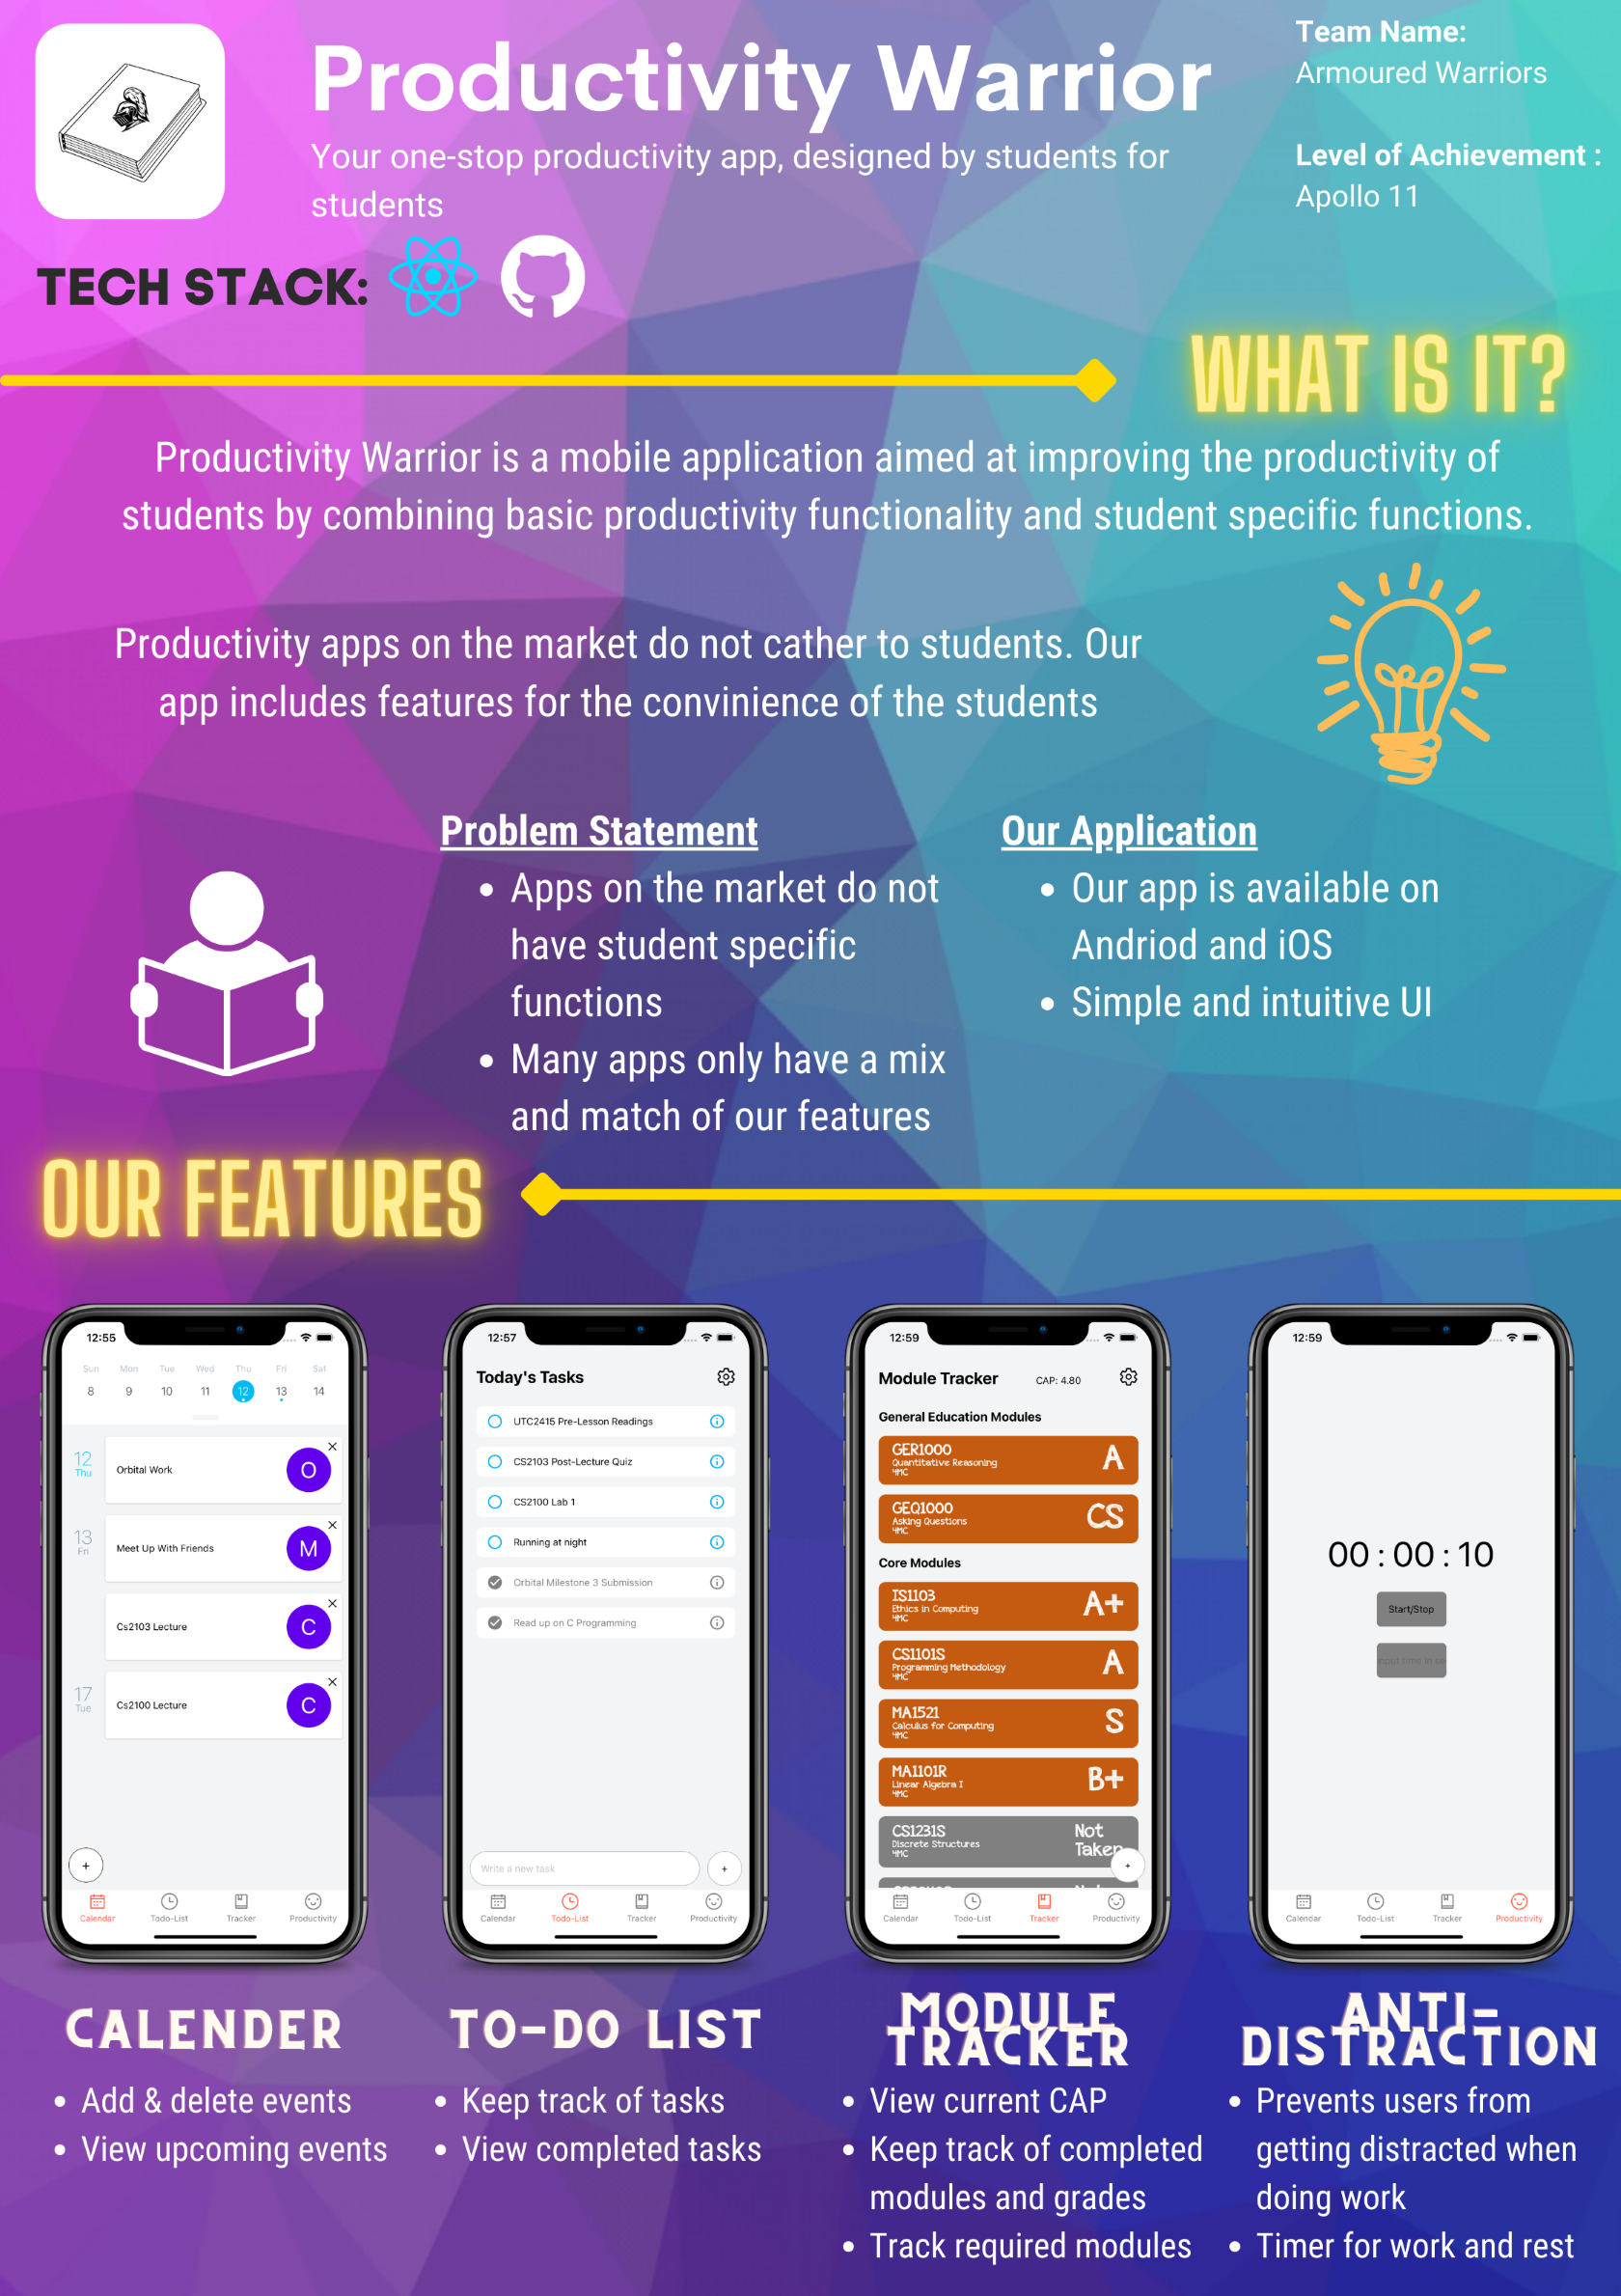 Productivity Warrior
Your one-stop productivity app, designed by students for
students
Team Name:
Armoured Warriors
Level of Achievement :
Apollo 11
TECH STACK:
WHAT IS IT?
Productivity Warrior is a mobile application aimed at improving the productivity of
students by combining basic productivity functionality and student specific functions.
Productivity apps on the market do not cather to students. Our
app includes features for the convinience of the students
Problem Statement
• Apps on the market do not
have student specific
functions
• Many apps only have a mix
and match of our features
Our Application
• Our app is available on
Andriod and iOS
• Simple and intuitive UI
OUR FEATURES
12:55
Sun Mon Tue Wed Thu Fri Sat
8 9 10 11 12 13 14
12
Thu
Orbital Work
O
13
Fri
Meet Up With Friends
M
Cs2103 Lecture
C
17
Tue
Cs2100 Lecture
C
+
Calendar Todo-List Tracker Productivity
12:57
Today's Tasks
UTC2415 Pre-Lesson Readings
CS2103 Post-Lecture Quiz
CS2100 Lab 1
Running at night
Orbital Milestone 3 Submission
Read up on C Programming
Write a new task
+
Calendar Todo-List Tracker Productivity
12:59
Module Tracker CAP: 4.80
General Education Modules
GER1000
Quantitative Reasoning
4MC
A
GEQ1000
Asking Questions
4MC
CS
Core Modules
IS1103
Ethics in Computing
4MC
A+
CS1101S
Programming Methodology
4MC
A
MA1521
Calculus for Computing
4MC
S
MA1101R
Linear Algebra I
4MC
B+
CS1231S
Discrete Structures
4MC
Not
Taken
+
Calendar Todo-List Tracker Productivity
12:59
00 : 00 : 10
Start/Stop
input time in se
Calendar Todo-List Tracker Productivity
CALENDER
• Add & delete events
• View upcoming events
TO-DO LIST
• Keep track of tasks
• View completed tasks
MODULE
TRACKER
• View current CAP
• Keep track of completed
modules and grades
• Track required modules
ANTI-
DISTRACTION
• Prevents users from
getting distracted when
doing work
• Timer for work and rest